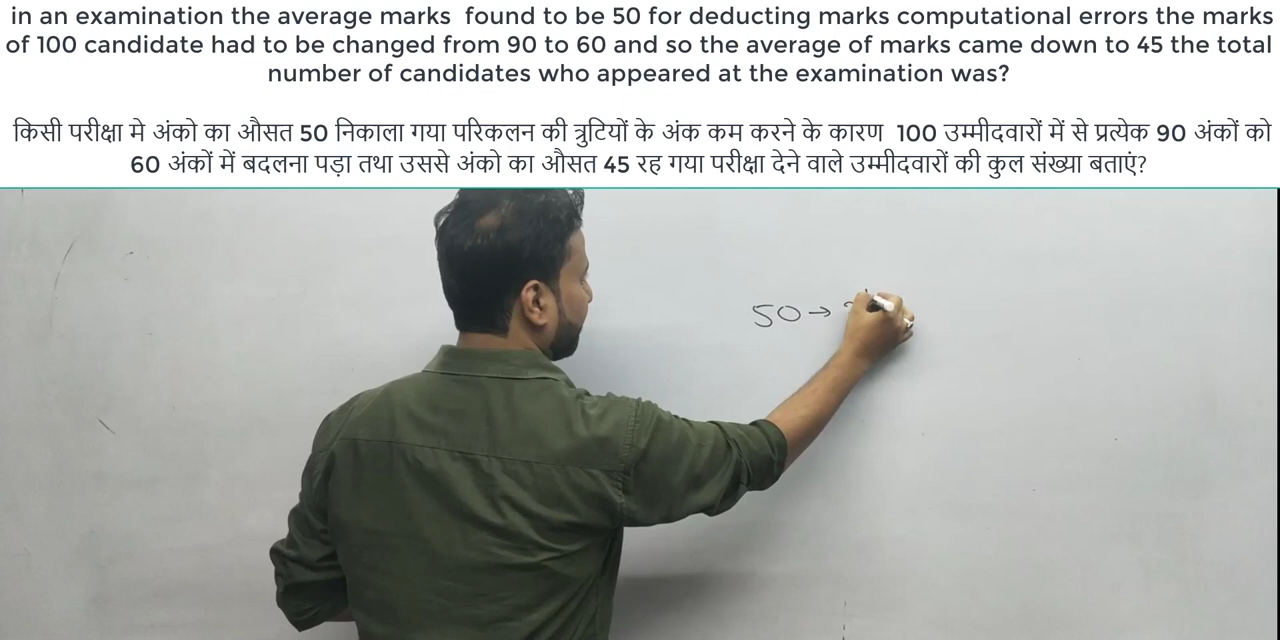 in an examination the average marks found to be 50 for deducting marks computational errors the marks
of 100 candidate had to be changed from 90 to 60 and so the average of marks came down to 45 the total
number of candidates who appeared at the examination was?
किसी परीक्षा मे अंको का औसत 50 निकाला गया परिकलन की त्रुटियों के अंक कम करने के कारण 100 उम्मीदवारों में से प्रत्येक 90 अंकों को
60 अंकों में बदलना पड़ा तथा उससे अंको का औसत 45 रह गया परीक्षा देने वाले उम्मीदवारों की कुल संख्या बताएं?
50 →